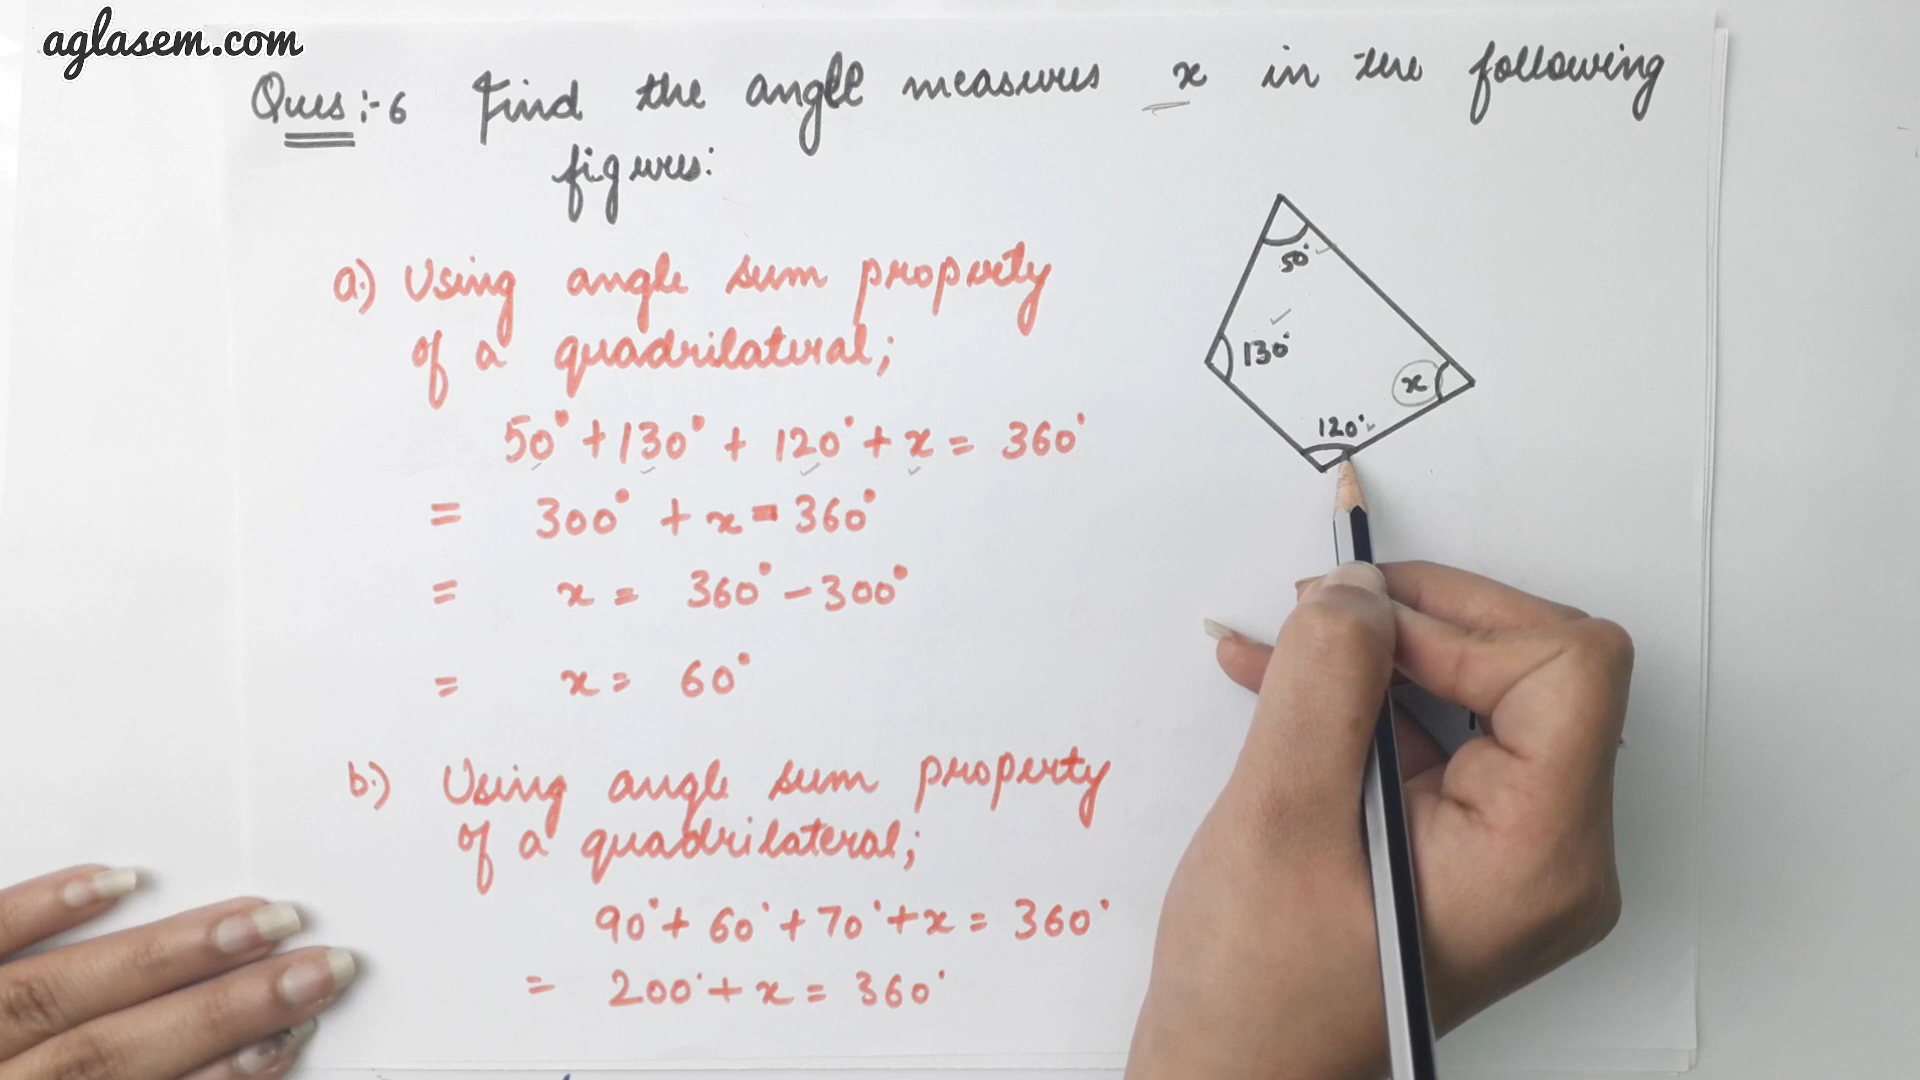 aglasem.com
Ques:-6 Find the angle measures x in the following
figures:
a.) Using angle sum property
of a quadrilateral;
50° + 130° + 120° + x = 360°
= 300° + x = 360°
= x = 360° - 300°
= x = 60°
50°
130°
x
120°
b.) Using angle sum property
of a quadrilateral;
90° + 60° + 70° + x = 360°
= 200° + x = 360°